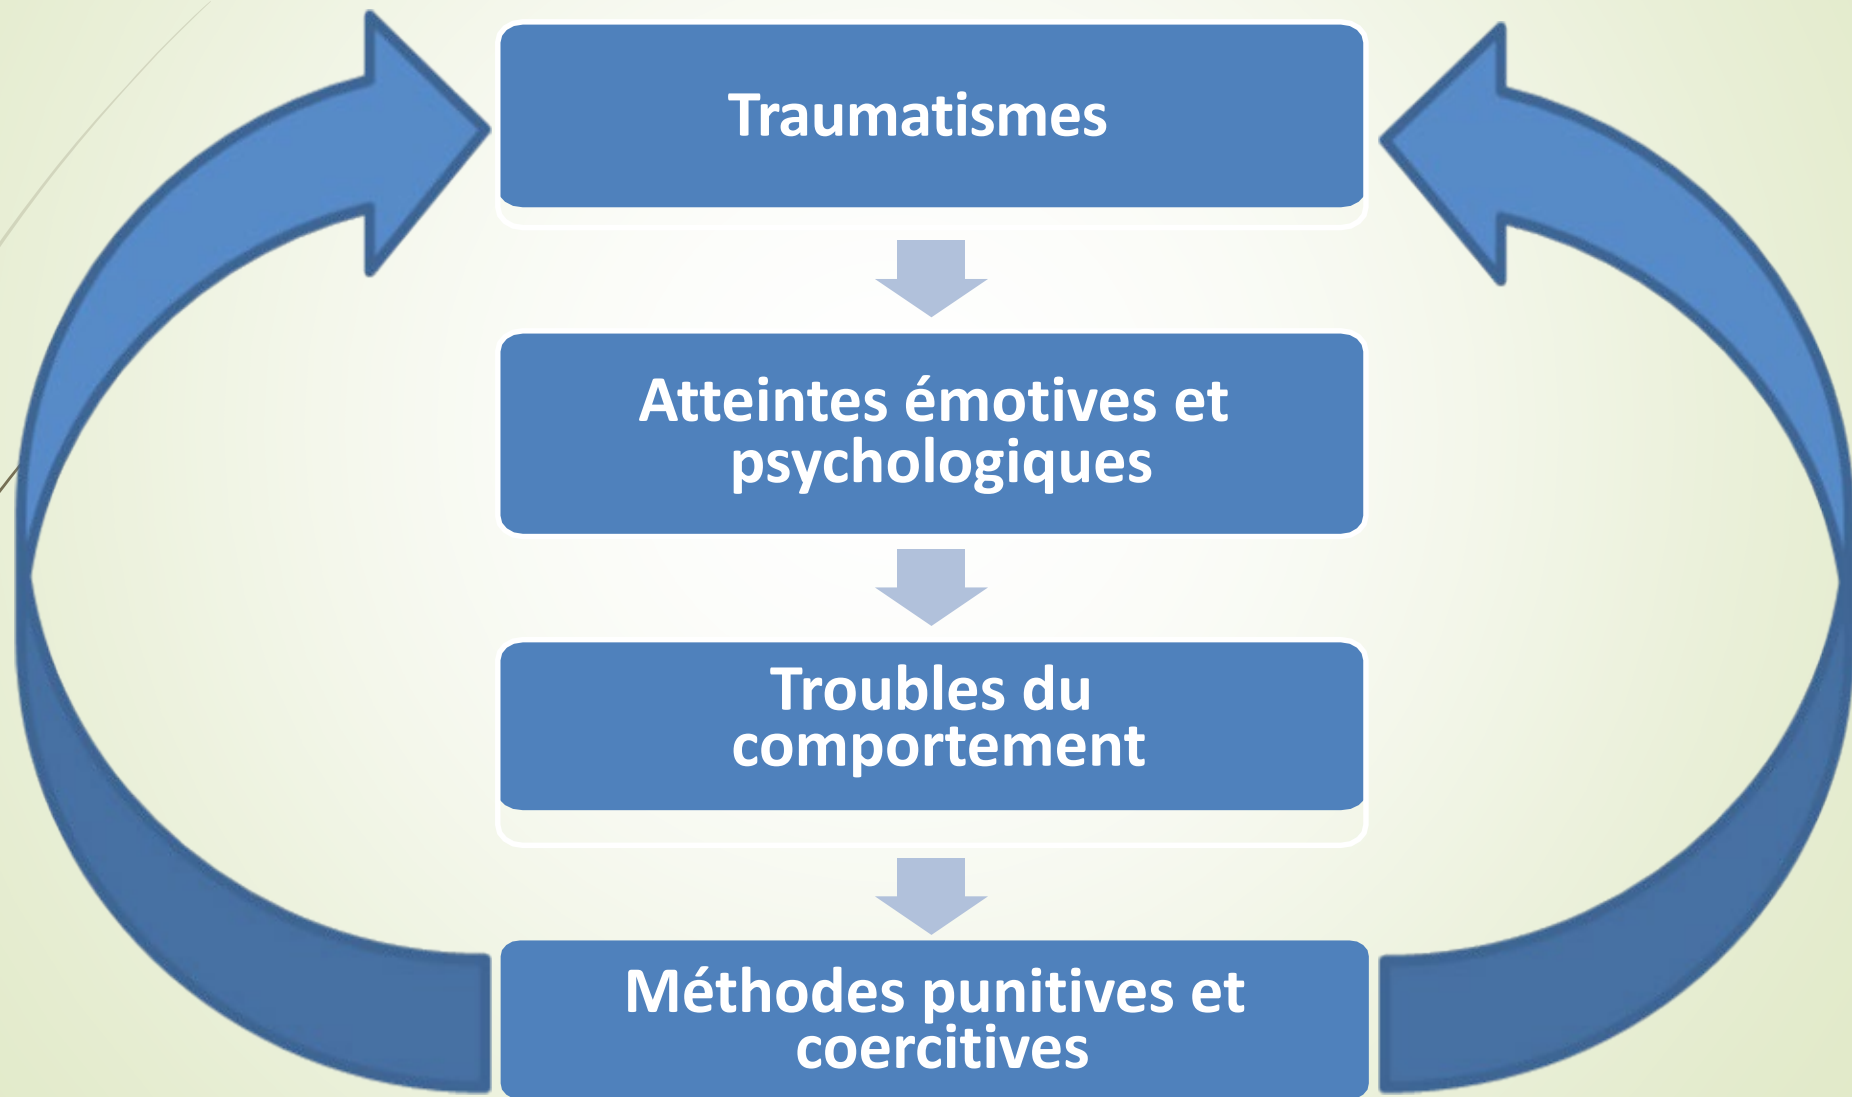 Traumatismes
Atteintes émotives et
psychologiques
Troubles du
comportement
Méthodes punitives et
coercitives